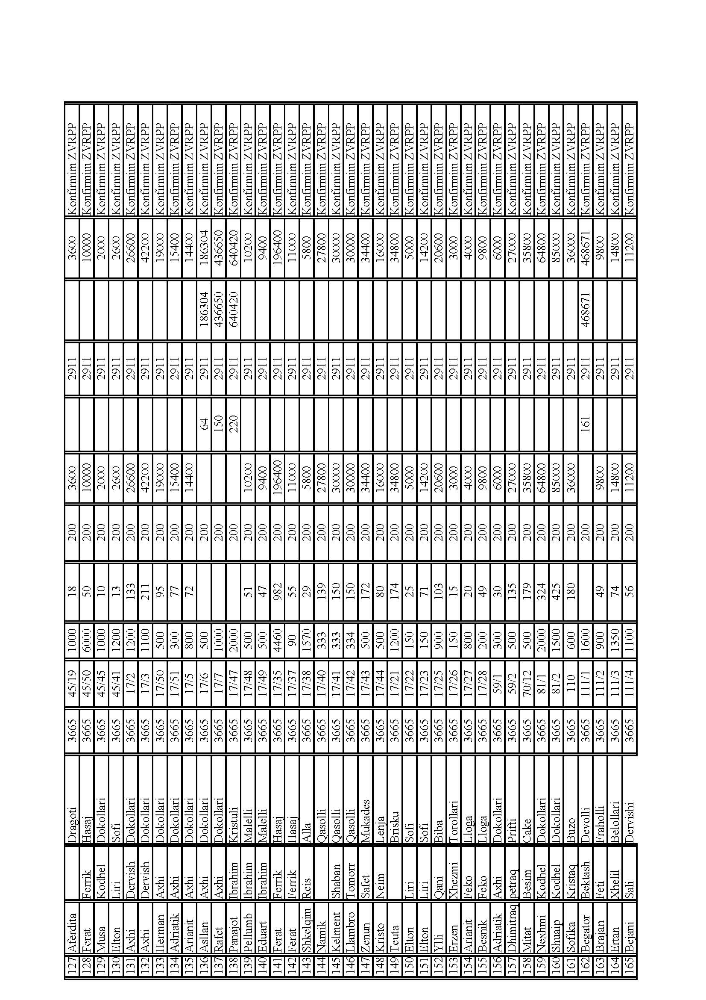 127 Aferdita Dragoti 3665 45/19 1000 18 200 3600 2911 3600 Konfirmim ZVRPP
128 Ferat Ferrik Hasaj 3665 45/50 6000 50 200 10000 2911 10000 Konfirmim ZVRPP
129 Musa Kodhel Dokollari 3665 45/45 1000 10 200 2000 2911 2000 Konfirmim ZVRPP
130 Elton Liri Sofi 3665 45/41 1200 13 200 2600 2911 2600 Konfirmim ZVRPP
131 Axhi Dervish Dokollari 3665 17/2 1200 133 200 26600 2911 26600 Konfirmim ZVRPP
132 Axhi Dervish Dokollari 3665 17/3 1100 211 200 42200 2911 42200 Konfirmim ZVRPP
133 Herman Axhi Dokollari 3665 17/50 500 95 200 19000 2911 19000 Konfirmim ZVRPP
134 Adriatik Axhi Dokollari 3665 17/51 300 77 200 15400 2911 15400 Konfirmim ZVRPP
135 Arianit Axhi Dokollari 3665 17/5 800 72 200 14400 2911 14400 Konfirmim ZVRPP
136 Asllan Axhi Dokollari 3665 17/6 500 200 64 2911 186304 186304 Konfirmim ZVRPP
137 Rafet Axhi Dokollari 3665 17/7 1000 200 150 2911 436650 436650 Konfirmim ZVRPP
138 Panajot Ibrahim Kristuli 3665 17/47 2000 200 220 2911 640420 640420 Konfirmim ZVRPP
139 Pellumb Ibrahim Malelli 3665 17/48 500 51 200 10200 2911 10200 Konfirmim ZVRPP
140 Eduart Ibrahim Malelli 3665 17/49 500 47 200 9400 2911 9400 Konfirmim ZVRPP
141 Ferat Ferrik Hasaj 3665 17/35 4460 982 200 196400 2911 196400 Konfirmim ZVRPP
142 Ferat Ferrik Hasaj 3665 17/37 90 55 200 11000 2911 11000 Konfirmim ZVRPP
143 Shkelqim Reis Alla 3665 17/38 1570 29 200 5800 2911 5800 Konfirmim ZVRPP
144 Namik Qasolli 3665 17/40 333 139 200 27800 2911 27800 Konfirmim ZVRPP
145 Kelment Shaban Qasolli 3665 17/41 333 150 200 30000 2911 30000 Konfirmim ZVRPP
146 Llambro Tomorr Qasolli 3665 17/42 334 150 200 30000 2911 30000 Konfirmim ZVRPP
147 Zenun Safet Mukades 3665 17/43 500 172 200 34400 2911 34400 Konfirmim ZVRPP
148 Kristo Neim Lenja 3665 17/44 500 80 200 16000 2911 16000 Konfirmim ZVRPP
149 Teuta Brisku 3665 17/21 1200 174 200 34800 2911 34800 Konfirmim ZVRPP
150 Elton Liri Sofi 3665 17/22 150 25 200 5000 2911 5000 Konfirmim ZVRPP
151 Elton Liri Sofi 3665 17/23 150 71 200 14200 2911 14200 Konfirmim ZVRPP
152 Ylli Qani Biba 3665 17/25 900 103 200 20600 2911 20600 Konfirmim ZVRPP
153 Erzen Xhezmi Torollari 3665 17/26 150 15 200 3000 2911 3000 Konfirmim ZVRPP
154 Arianit Feko Lloga 3665 17/27 800 20 200 4000 2911 4000 Konfirmim ZVRPP
155 Besnik Feko Lloga 3665 17/28 200 49 200 9800 2911 9800 Konfirmim ZVRPP
156 Adriatik Axhi Dokollari 3665 59/1 300 30 200 6000 2911 6000 Konfirmim ZVRPP
157 Dhimitraq petraq Prifti 3665 59/2 500 135 200 27000 2911 27000 Konfirmim ZVRPP
158 Mitat Besim Cake 3665 70/12 500 179 200 35800 2911 35800 Konfirmim ZVRPP
159 Nexhmi Kodhel Dokollari 3665 81/1 2000 324 200 64800 2911 64800 Konfirmim ZVRPP
160 Shuaip Kodhel Dokollari 3665 81/2 1500 425 200 85000 2911 85000 Konfirmim ZVRPP
161 Sofika Kristaq Buzo 3665 110 600 180 200 36000 2911 36000 Konfirmim ZVRPP
162 Begator Bektash Devolli 3665 111/1 1600 200 161 2911 468671 468671 Konfirmim ZVRPP
163 Brajan Feti Fraholli 3665 111/2 900 49 200 9800 2911 9800 Konfirmim ZVRPP
164 Ertan Xhelil Belollari 3665 111/3 1350 74 200 14800 2911 14800 Konfirmim ZVRPP
165 Bejani Sali Dervishi 3665 111/4 1100 56 200 11200 2911 11200 Konfirmim ZVRPP